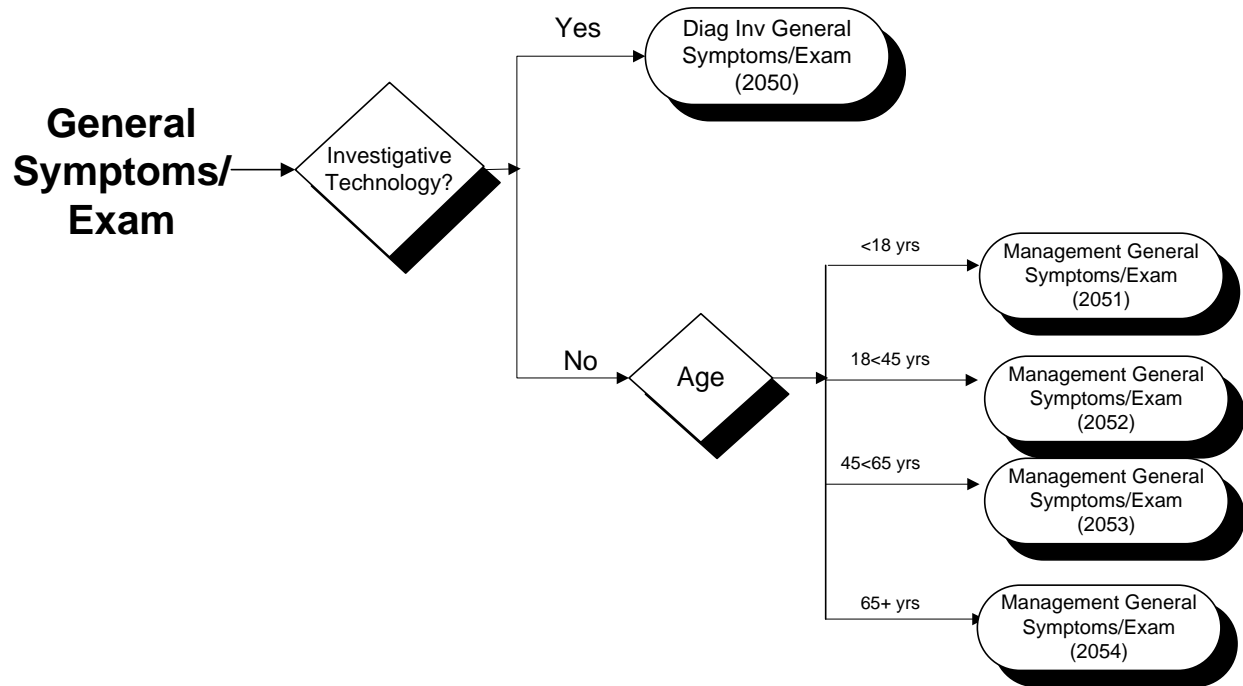 General
Symptoms/
Exam
Investigative
Technology?
Yes
Diag Inv General
Symptoms/Exam
(2050)
No
Age
<18 yrs
Management General
Symptoms/Exam
(2051)
18<45 yrs
Management General
Symptoms/Exam
(2052)
45<65 yrs
Management General
Symptoms/Exam
(2053)
65+ yrs
Management General
Symptoms/Exam
(2054)